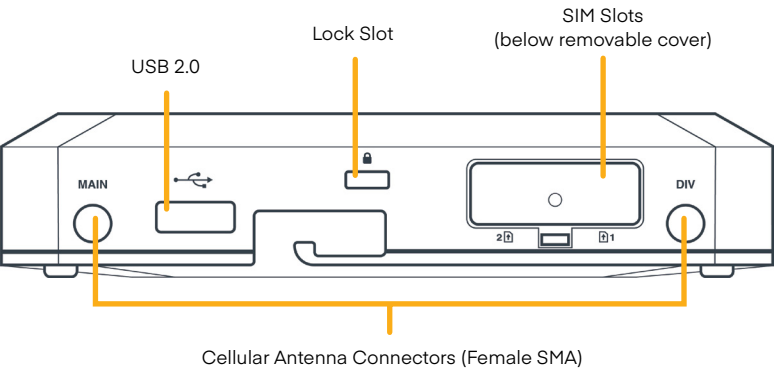 SIM Slots
(below removable cover)
Lock Slot
USB 2.0
MAIN
DIV
2
1
Cellular Antenna Connectors (Female SMA)